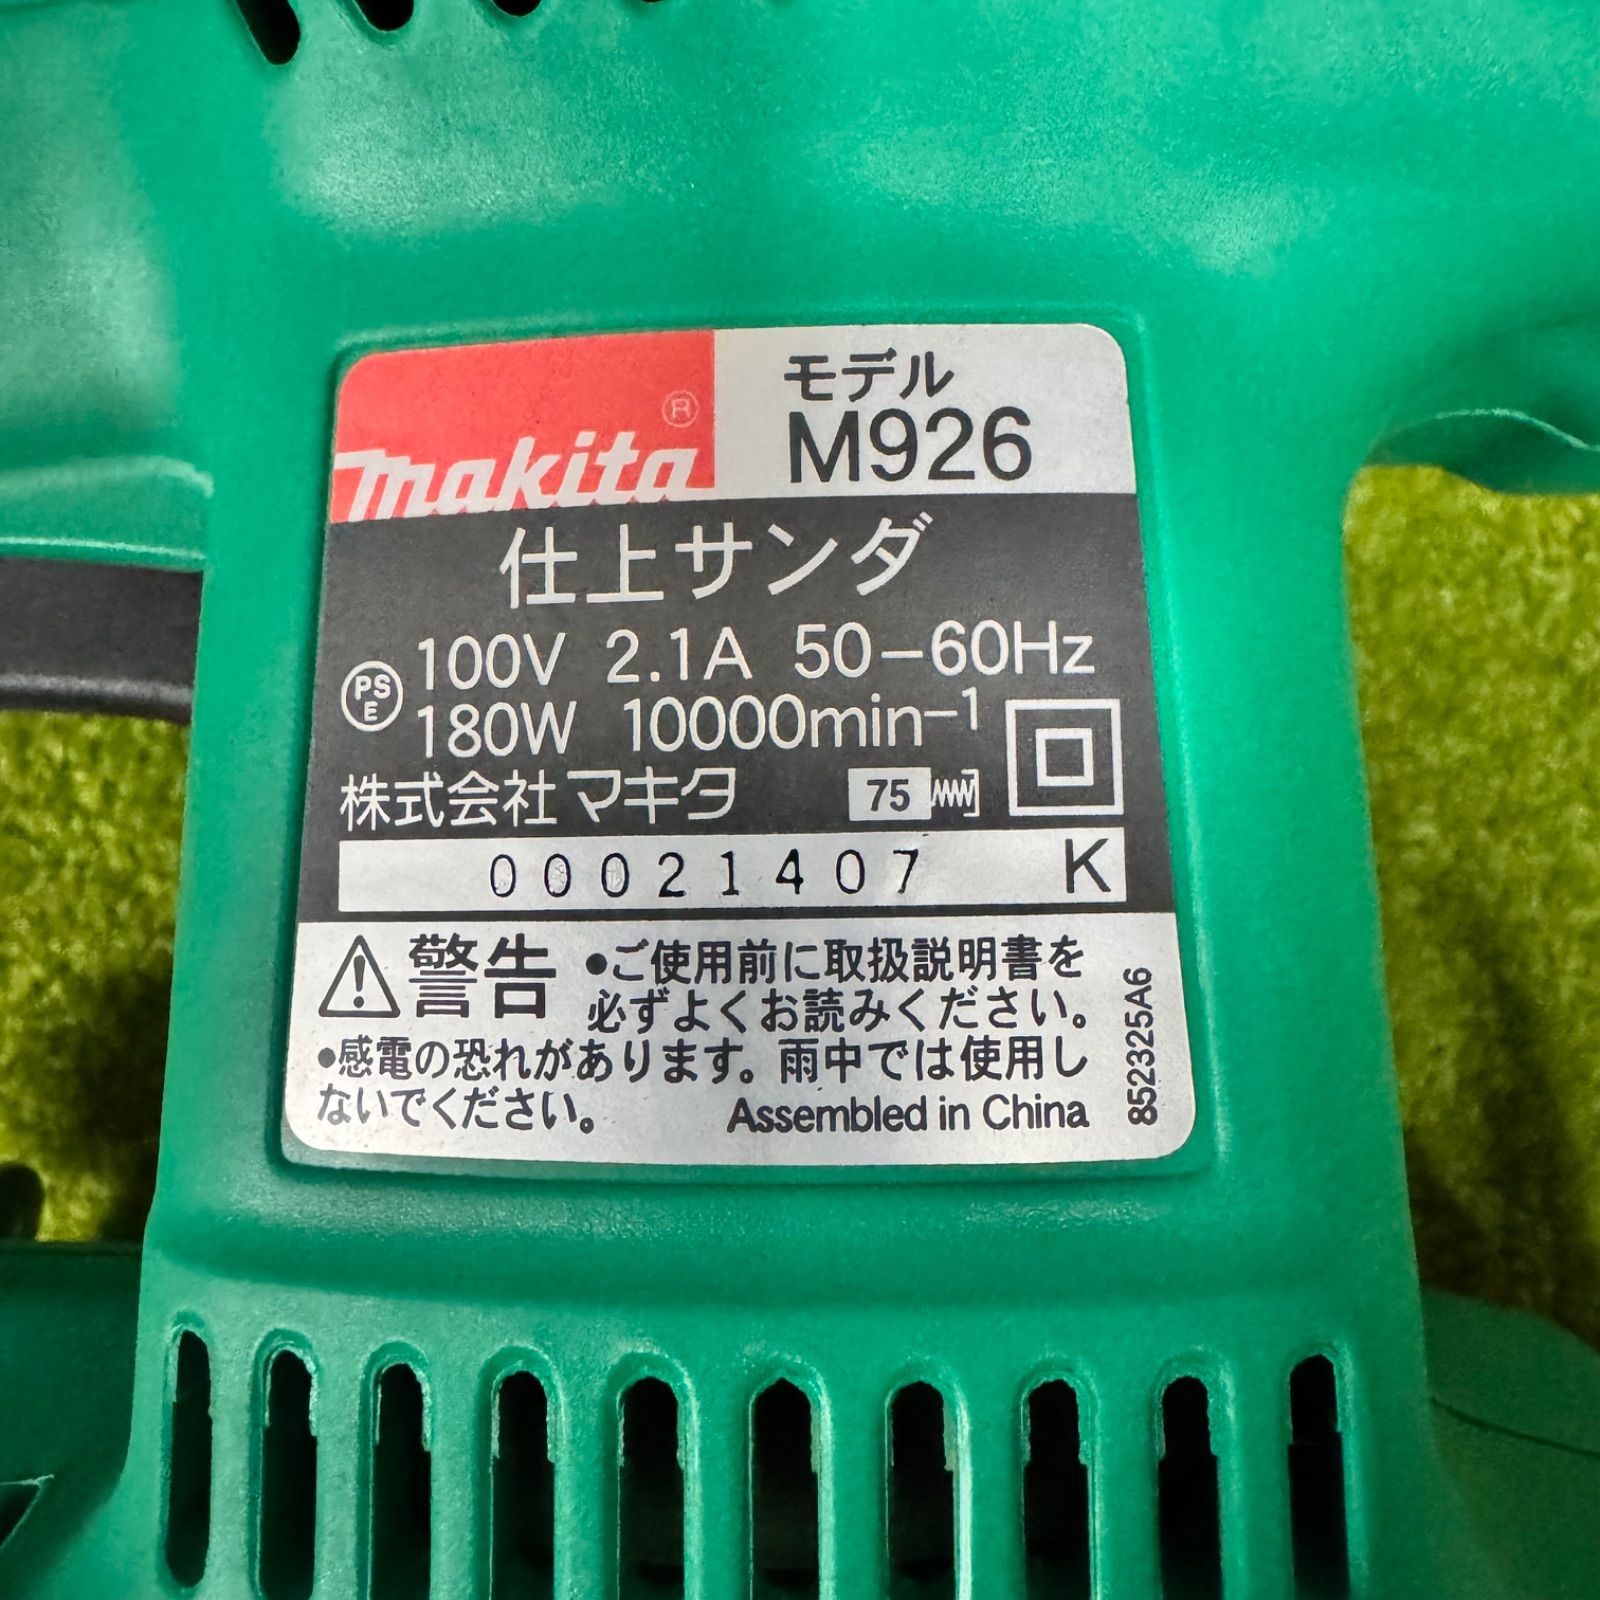 makita®
モデル
M926
仕上サンダ
PSE
100V 2.1A 50-60Hz
180W 10000min⁻¹
株式会社マキタ
75
00021407 K
警告 •ご使用前に取扱説明書を
必ずよくお読みください。
•感電の恐れがあります。雨中では使用し
ないでください。
Assembled in China
852325A6